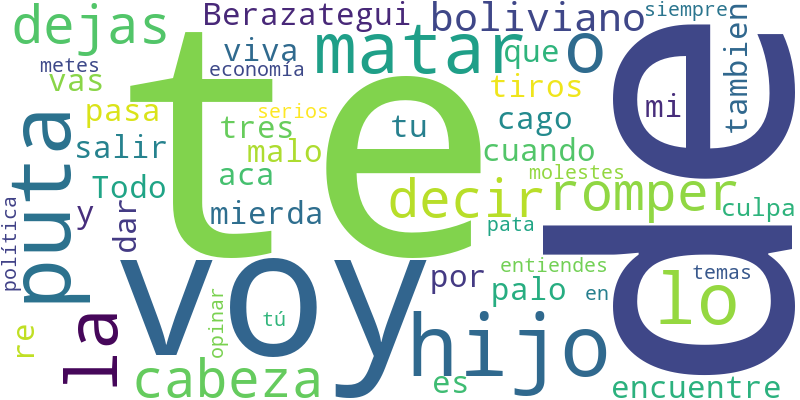 dejas
Berazategui
boliviano
siempre
te
matar
o
de
metes
viva
economía
que
tambien
vas
pasa
serios
tiros
mi
puta
tres
tu
cago
salir
malo
cuando
Todo
aca
molestes
decir
romper
culpa
política
y
dar
mierda
pata
voy
la
por
entiendes
temas
palo
en
lo
re
opinar
tú
hijo
cabeza
es
encuentre